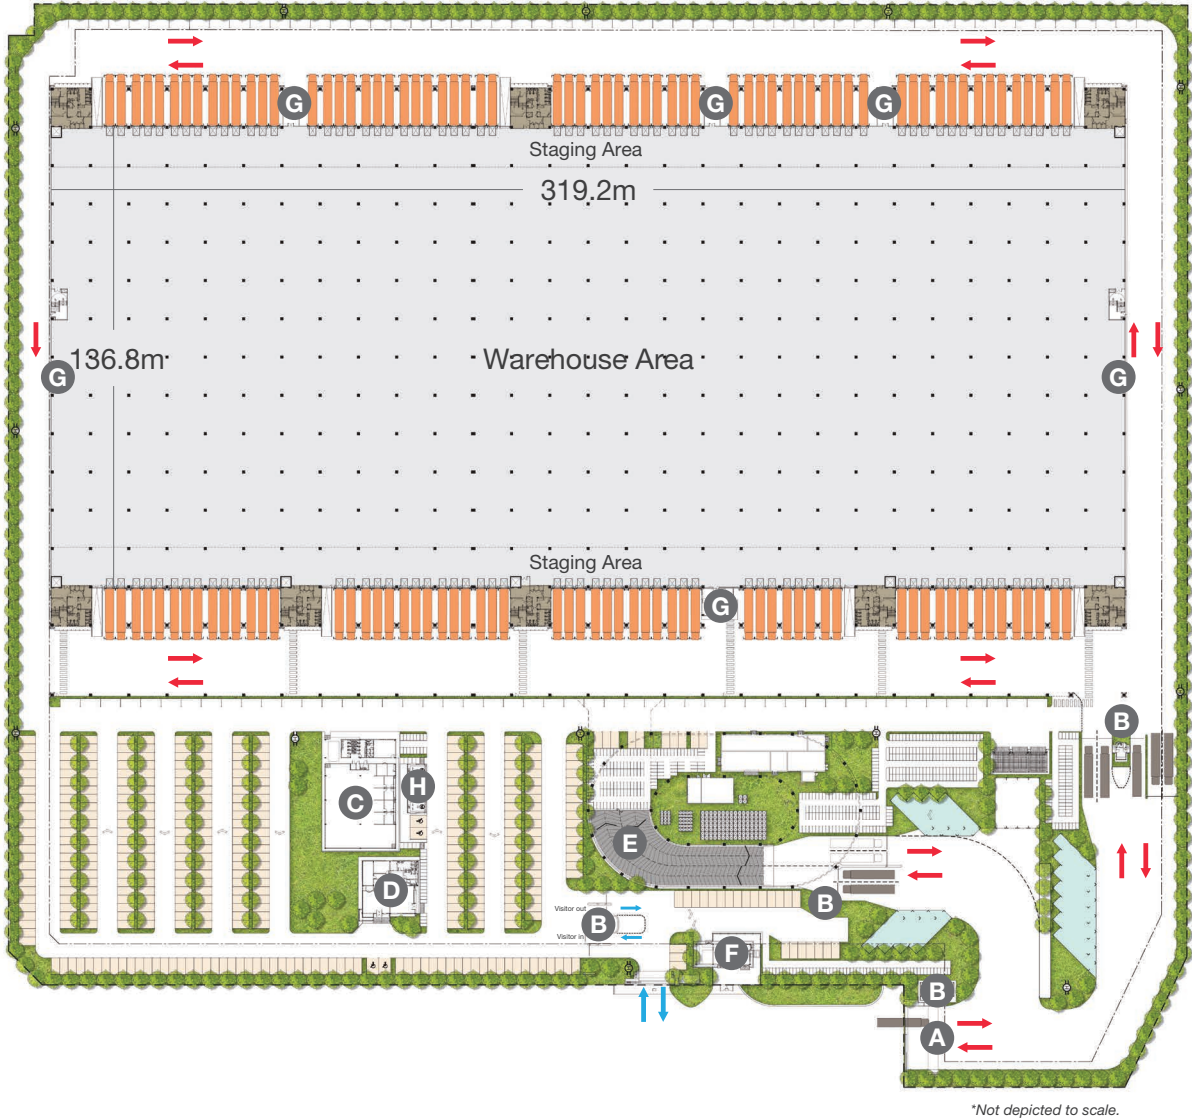 G
G
G
Staging Area
319.2m
G
136.8m
Warehouse Area
G
Staging Area
G
B
C
H
E
D
B
Visitor out
B
Visitor in
F
B
A
*Not depicted to scale.